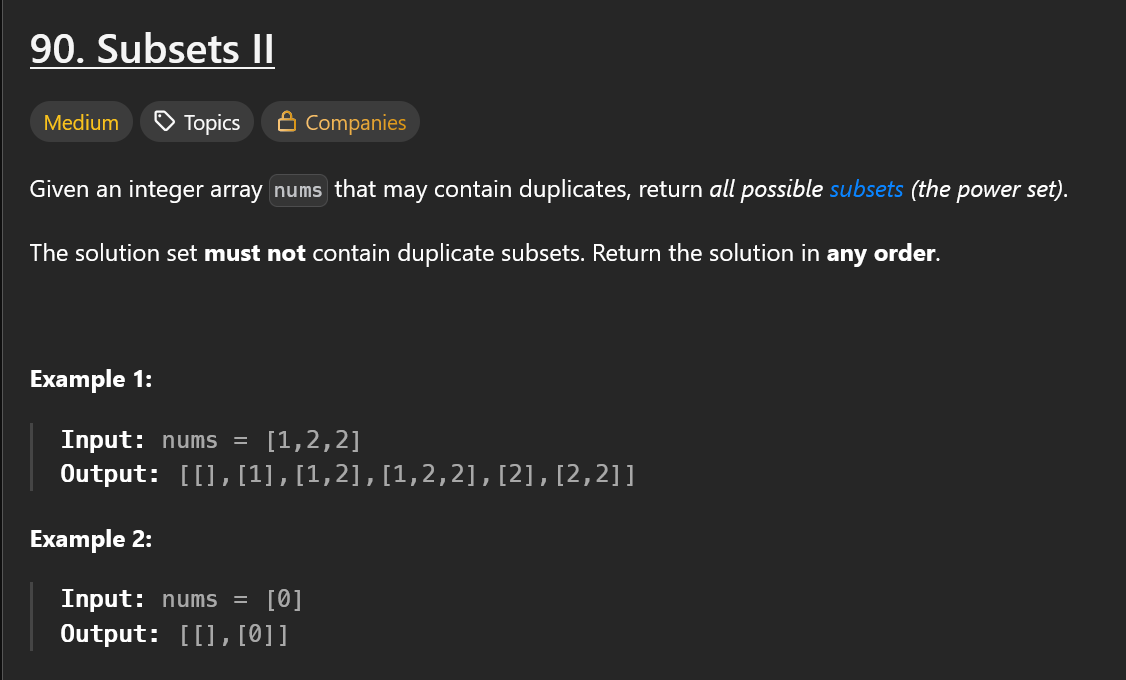 90. Subsets II
Medium Topics Companies
Given an integer array nums that may contain duplicates, return all possible subsets (the power set).
The solution set must not contain duplicate subsets. Return the solution in any order.
Example 1:
Input: nums = [1,2,2]
Output: [[],[1],[1,2],[1,2,2],[2],[2,2]]
Example 2:
Input: nums = [0]
Output: [[],[0]]